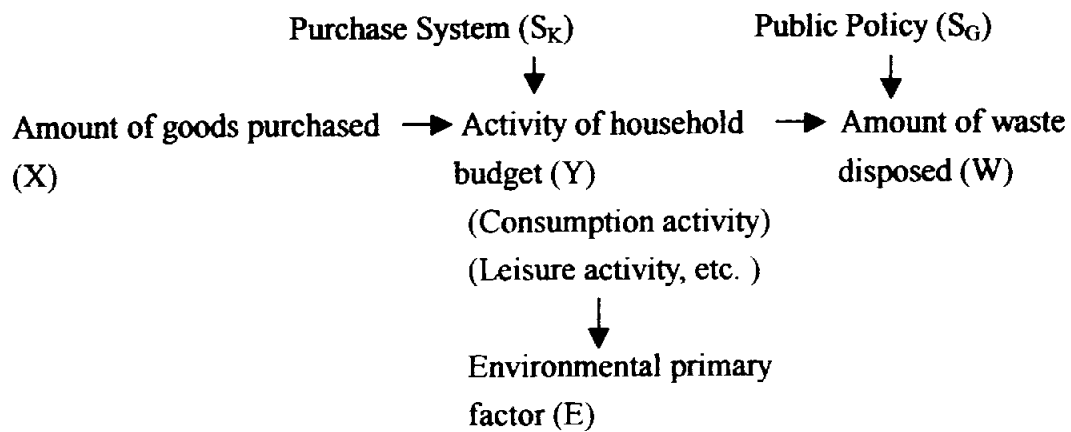 Purchase System (S_K) Public Policy (S_G)
Amount of goods purchased Activity of household Amount of waste
(X) budget (Y) disposed (W)
(Consumption activity)
(Leisure activity, etc. )
Environmental primary
factor (E)